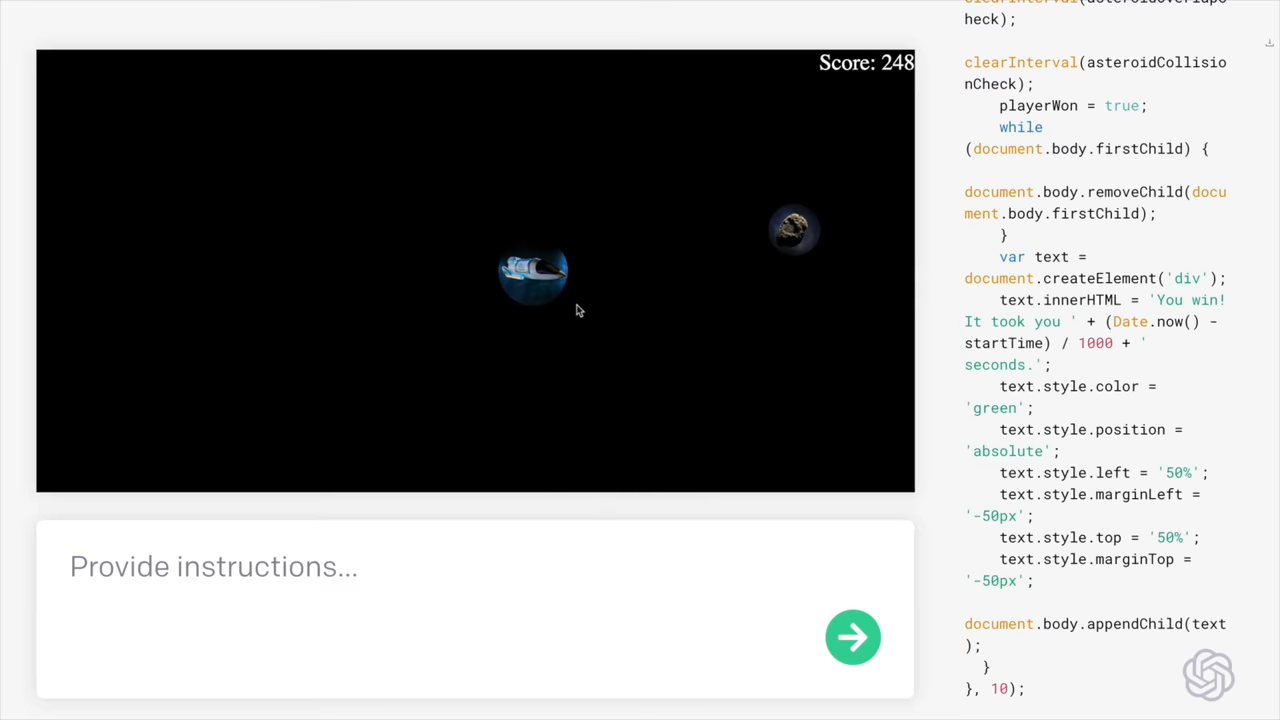 Score: 248
Provide instructions...
heck);
clearInterval(asteroidCollisio
nCheck);
playerWon = true;
while
(document.body.firstChild) {
document.body.removeChild(docu
ment.body.firstChild);
}
var text =
document.createElement('div');
text.innerHTML = 'You win!
It took you ' + (Date.now() -
startTime) / 1000 + '
seconds.';
text.style.color =
'green';
text.style.position =
'absolute';
text.style.left = '50%';
text.style.marginLeft =
'-50px';
text.style.top = '50%';
text.style.marginTop =
'-50px';
document.body.appendChild(text
);
}
}, 10);